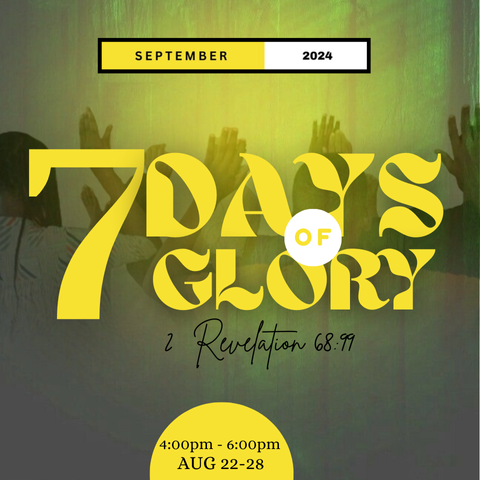 SEPTEMBER 2024
7 DAYS
OF
GLORY
2 Revelation 68:99
4:00pm - 6:00pm
AUG 22-28